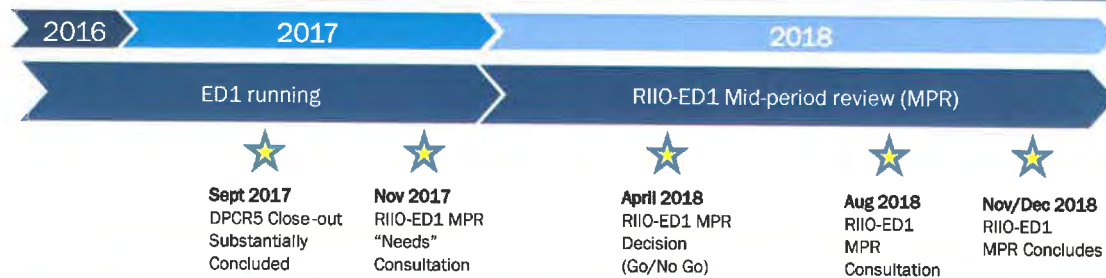 2016
2017
2018
ED1 running
RIIO-ED1 Mid-period review (MPR)
Sept 2017
DPCR5 Close-out
Substantially
Concluded
Nov 2017
RIIO-ED1 MPR
“Needs”
Consultation
April 2018
RIIO-ED1 MPR
Decision
(Go/No Go)
Aug 2018
RIIO-ED1
MPR
Consultation
Nov/Dec 2018
RIIO-ED1
MPR Concludes